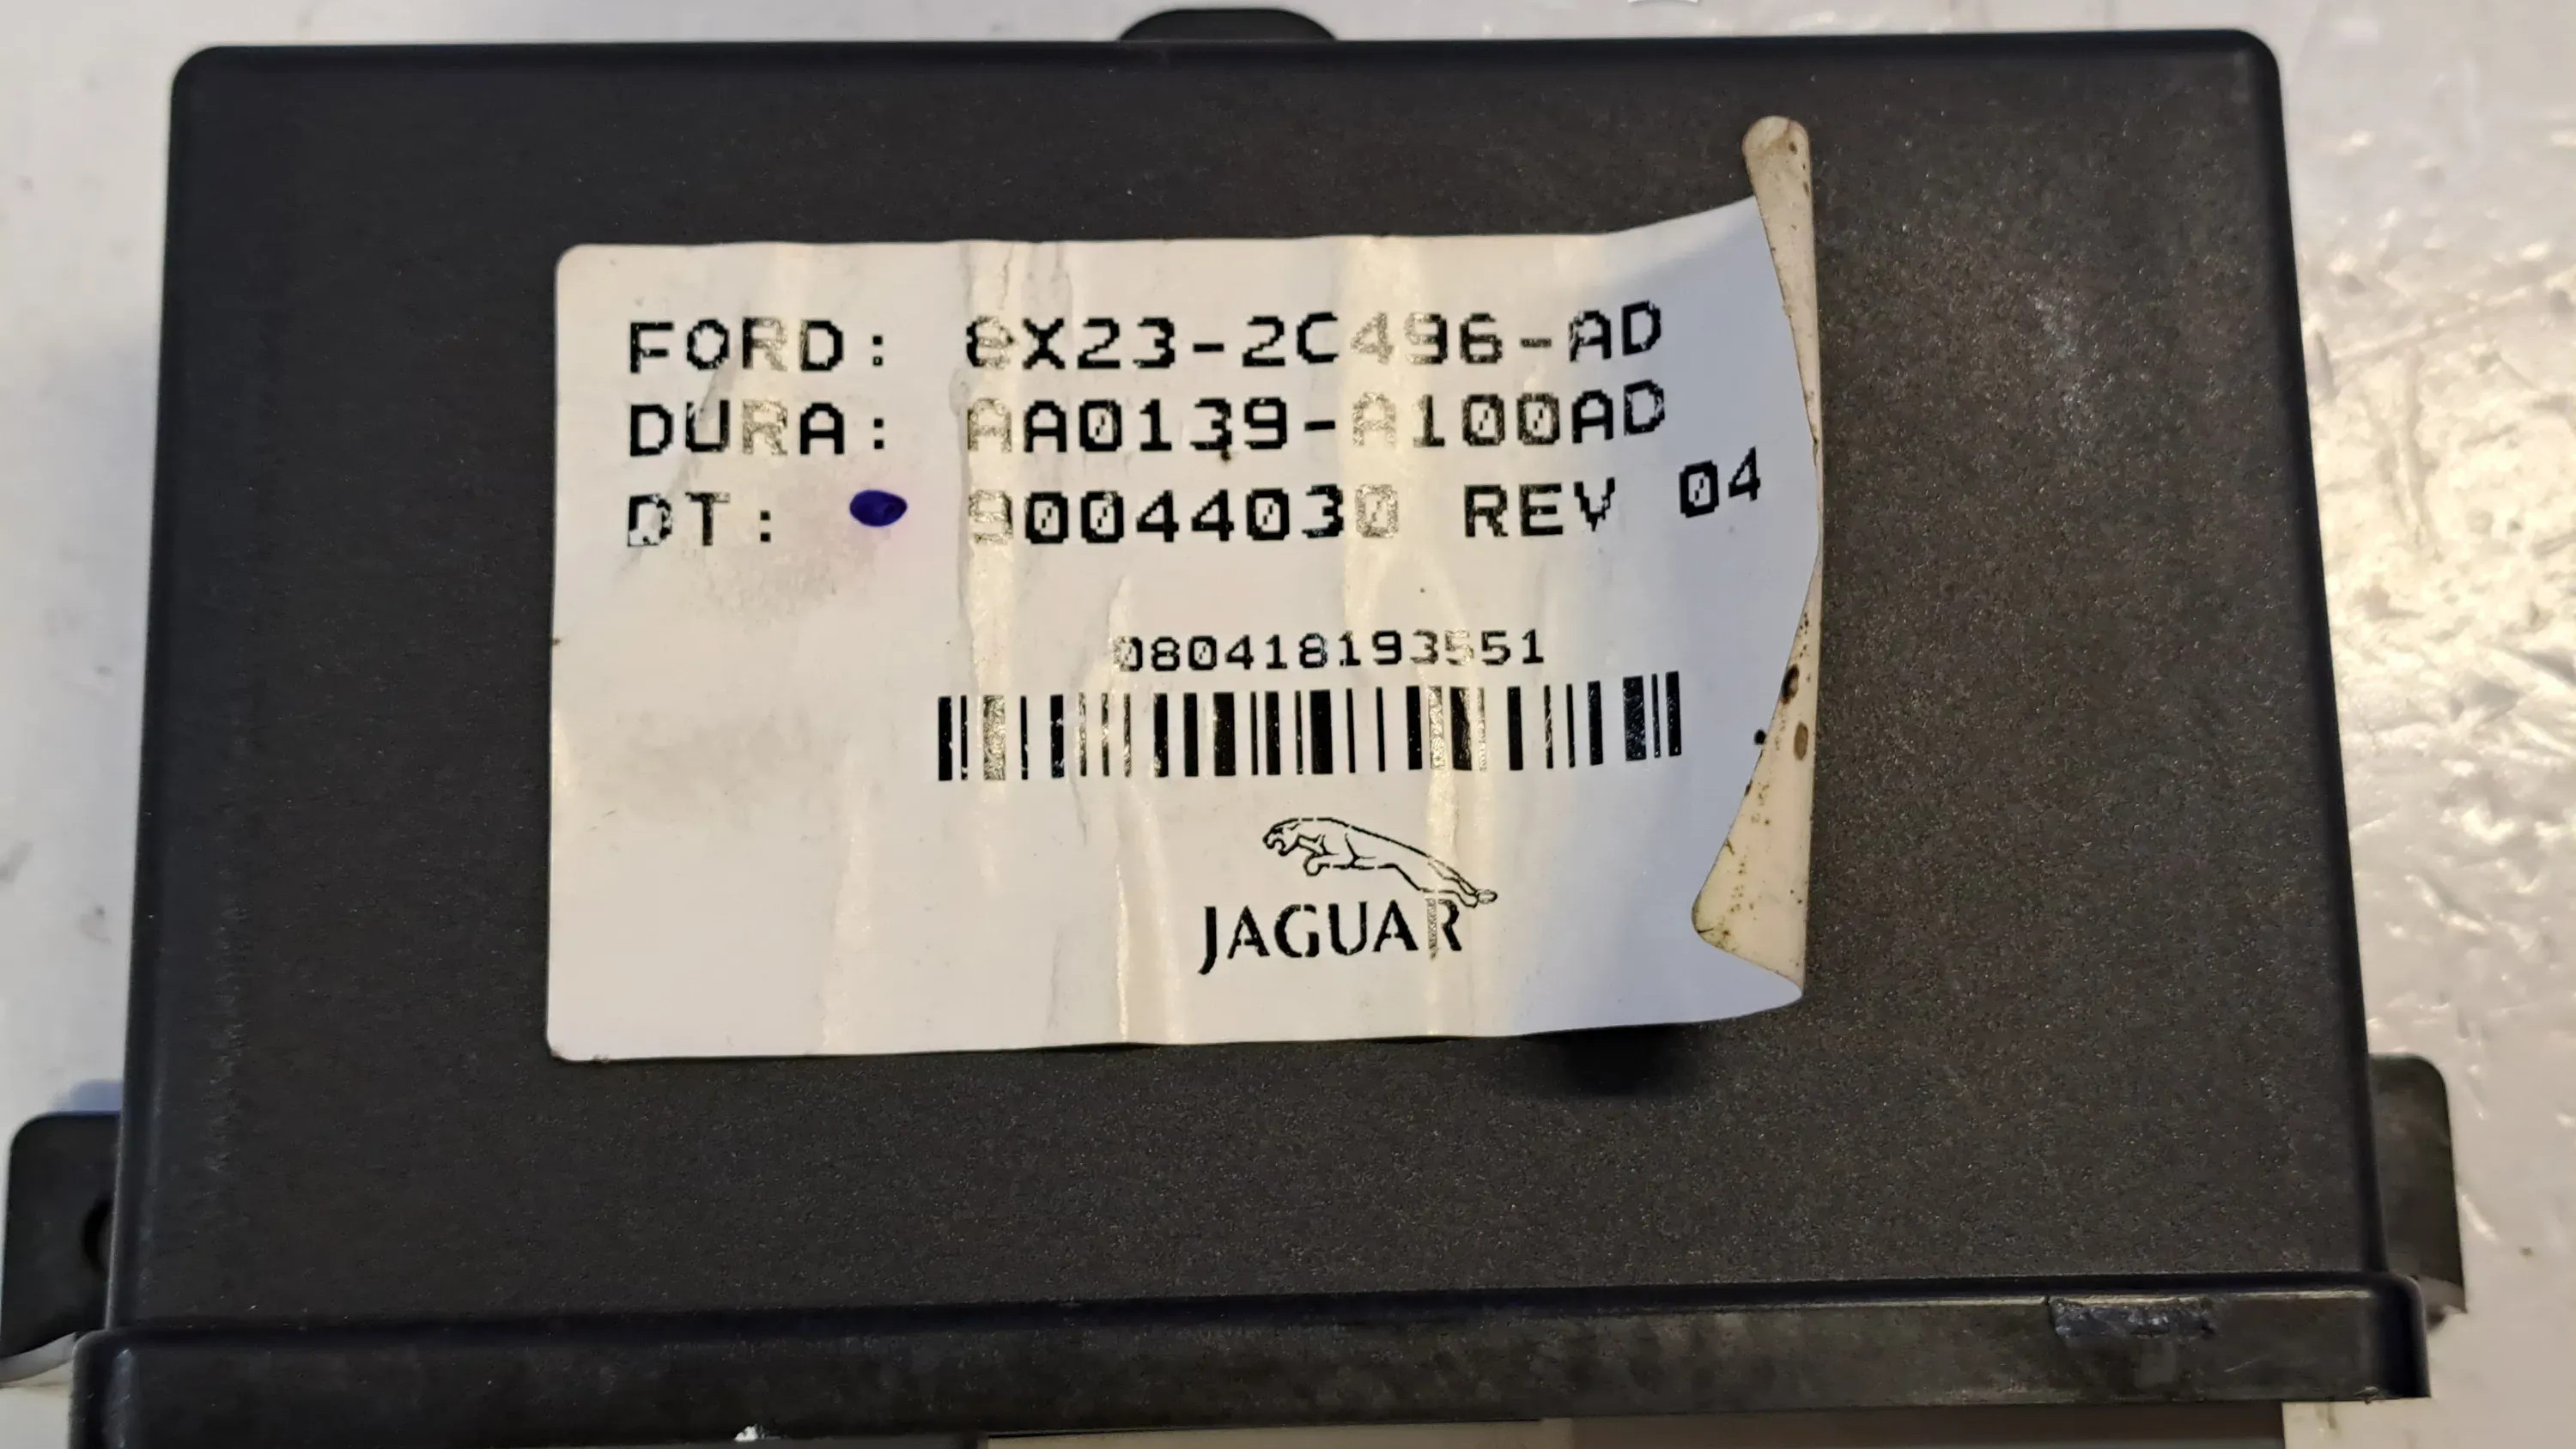 FORD: 8X23-2C496-AD
DURA: AA0139-A100AD
DT: 90044030 REV 04
080418193551
JAGUAR